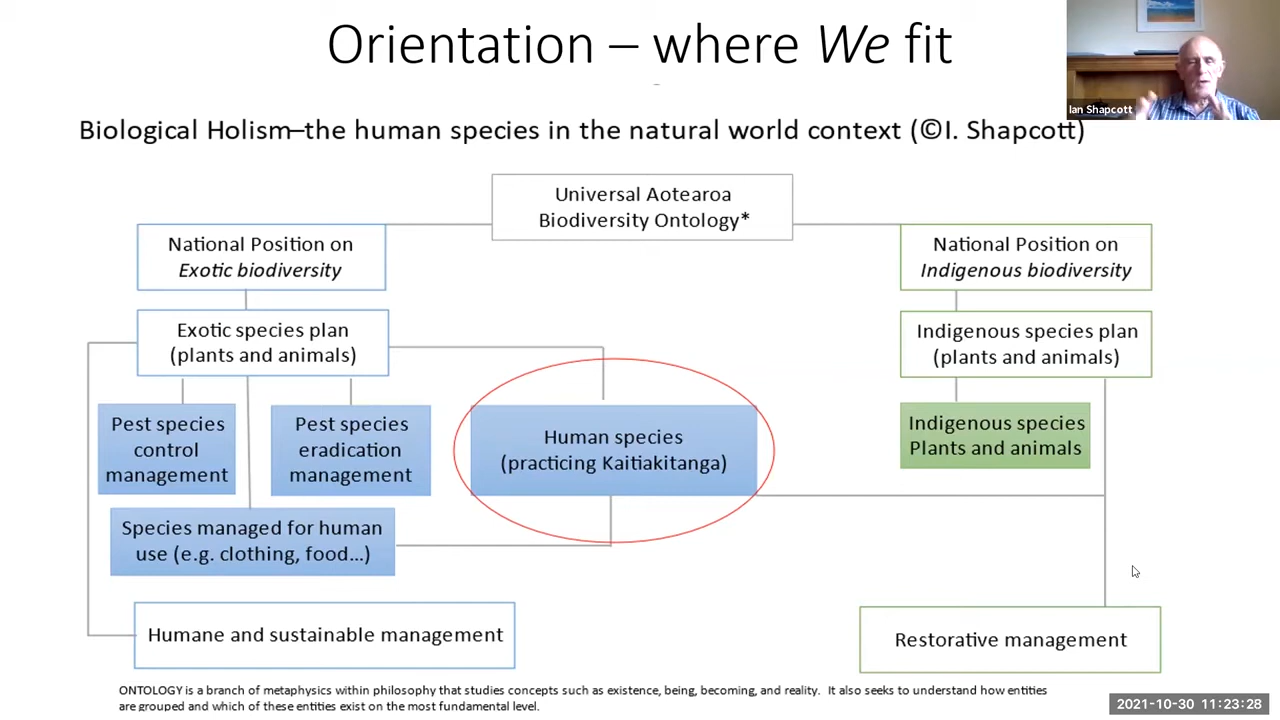 Orientation – where We fit
Ian Shapcott
Biological Holism–the human species in the natural world context (©I. Shapcott)
Universal Aotearoa
Biodiversity Ontology*
National Position on
Exotic biodiversity
National Position on
Indigenous biodiversity
Exotic species plan
(plants and animals)
Indigenous species plan
(plants and animals)
Pest species
control
management
Pest species
eradication
management
Human species
(practicing Kaitiakitanga)
Indigenous species
Plants and animals
Species managed for human
use (e.g. clothing, food...)
Humane and sustainable management
Restorative management
ONTOLOGY is a branch of metaphysics within philosophy that studies concepts such as existence, being, becoming, and reality. It also seeks to understand how entities
are grouped and which of these entities exist on the most fundamental level.
2021-10-30 11:23:28